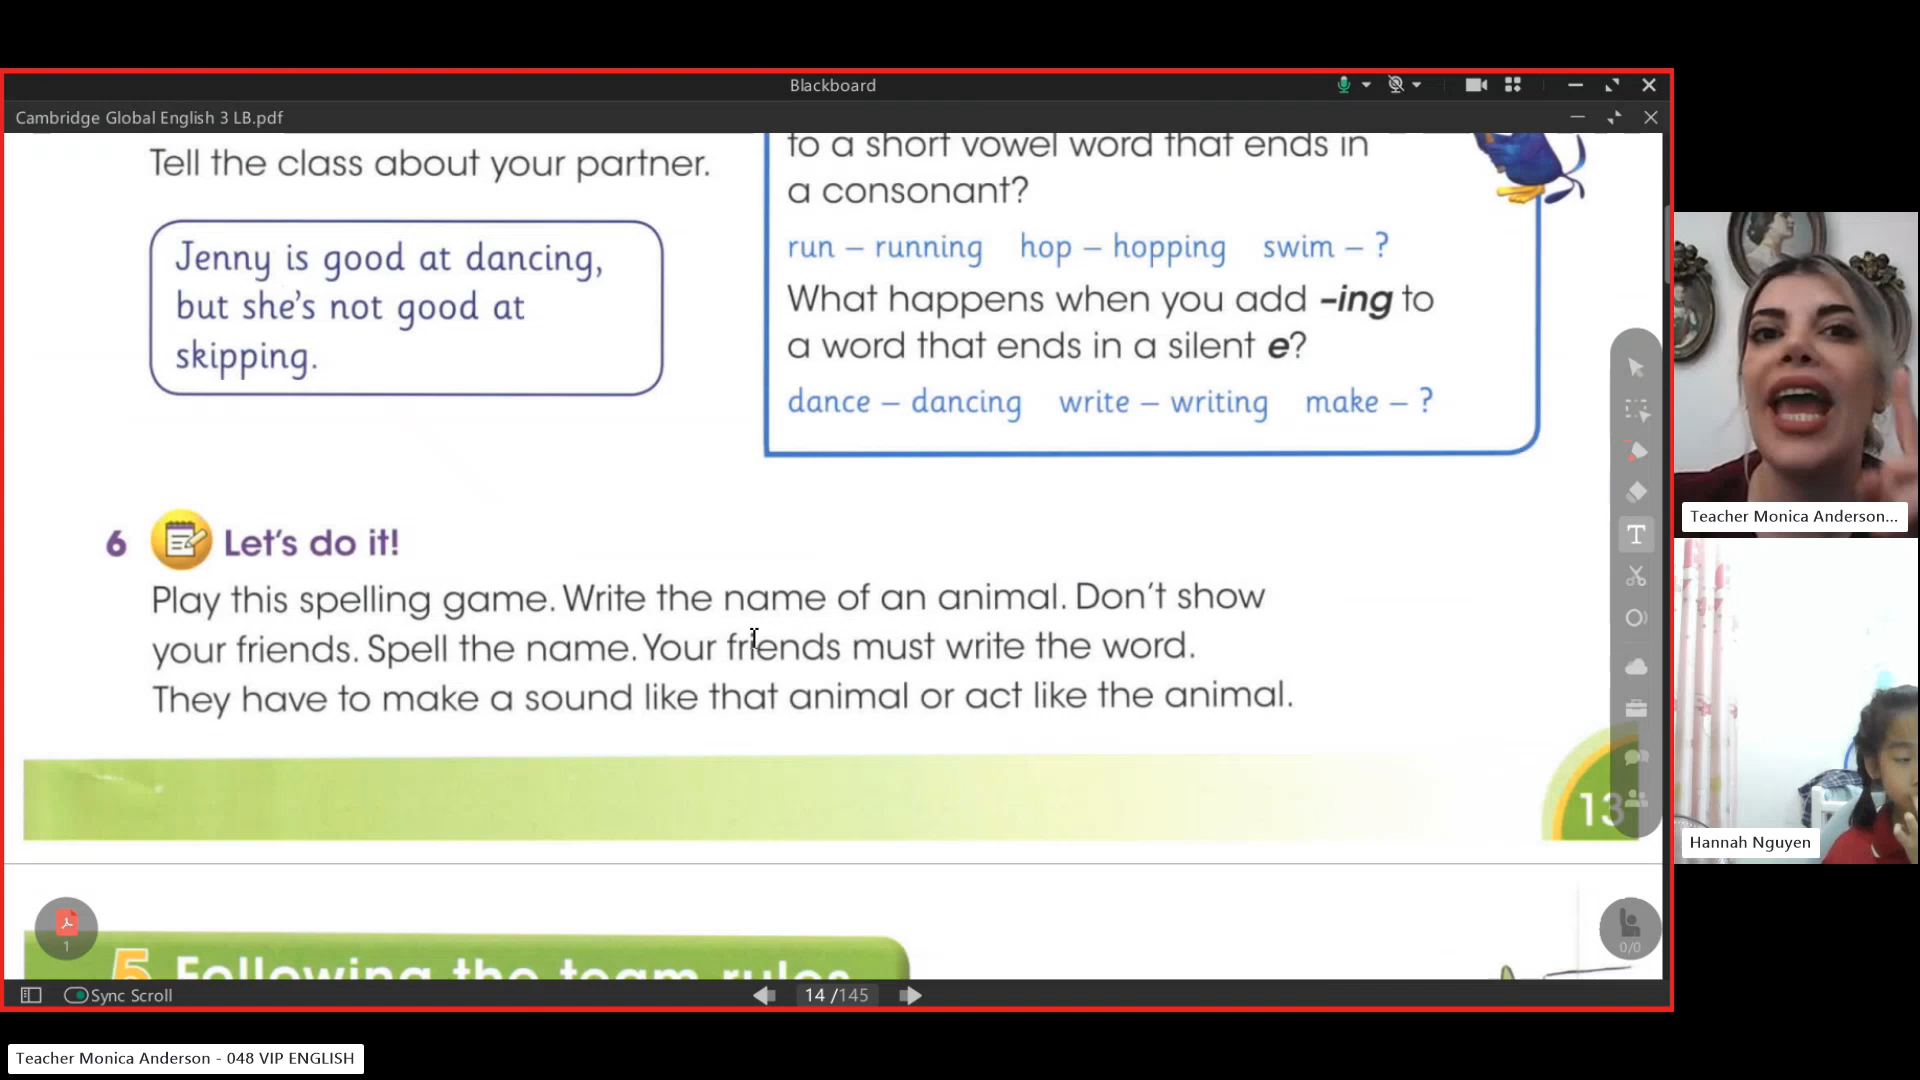 Blackboard
Cambridge Global English 3 LB.pdf
Tell the class about your partner.
Jenny is good at dancing,
but she's not good at
skipping.
to a short vowel word that ends in
a consonant?
run – running hop – hopping swim – ?
What happens when you add –ing to
a word that ends in a silent e?
dance – dancing write – writing make – ?
6 Let's do it!
Play this spelling game. Write the name of an animal. Don't show
your friends. Spell the name. Your friends must write the word.
They have to make a sound like that animal or act like the animal.
13
T
1
5 Following the team rules
0/0
Sync Scroll
14 /145
Teacher Monica Anderson...
Hannah Nguyen
Teacher Monica Anderson - 048 VIP ENGLISH